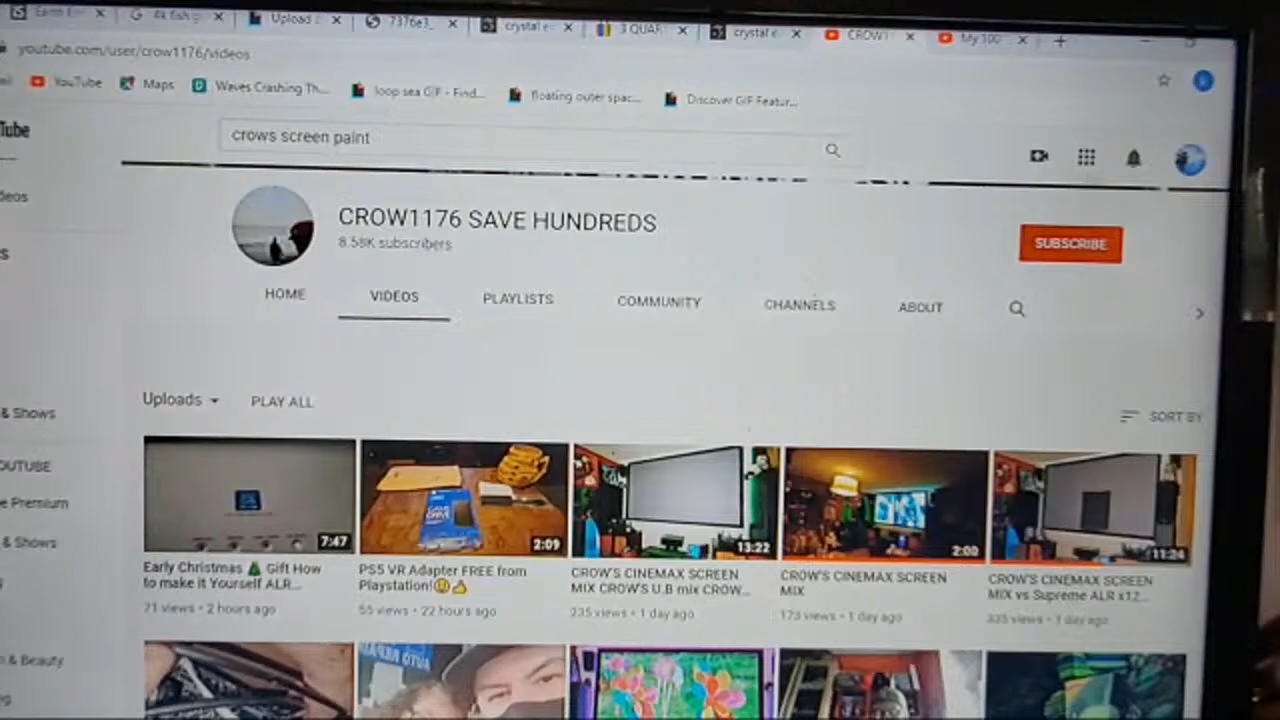 Earth E
4k fish g
Upload
7376e3_
crystal e
3 QUAR
crystal e
CROW1
My 100
youtube.com/user/crow1176/videos
YouTube
Maps
Waves Crashing Th...
loop sea GIF - Find...
floating outer spac...
Discover GIF Featur...
Tube
crows screen paint
deos
CROW1176 SAVE HUNDREDS
8.58K subscribers
SUBSCRIBE
HOME
VIDEOS
PLAYLISTS
COMMUNITY
CHANNELS
ABOUT
Uploads
PLAY ALL
SORT BY
& Shows
OUTUBE
e Premium
& Shows
& Beauty
7:47
2:09
13:22
2:00
11:24
Early Christmas 🎄 Gift How
to make it Yourself ALR...
71 views • 2 hours ago
PS5 VR Adapter FREE from
Playstation!😲👍
55 views • 22 hours ago
CROW'S CINEMAX SCREEN
MIX CROW'S U.B mix CROW...
235 views • 1 day ago
CROW'S CINEMAX SCREEN
MIX
173 views • 1 day ago
CROW'S CINEMAX SCREEN
MIX vs Supreme ALR x12...
335 views • 1 day ago